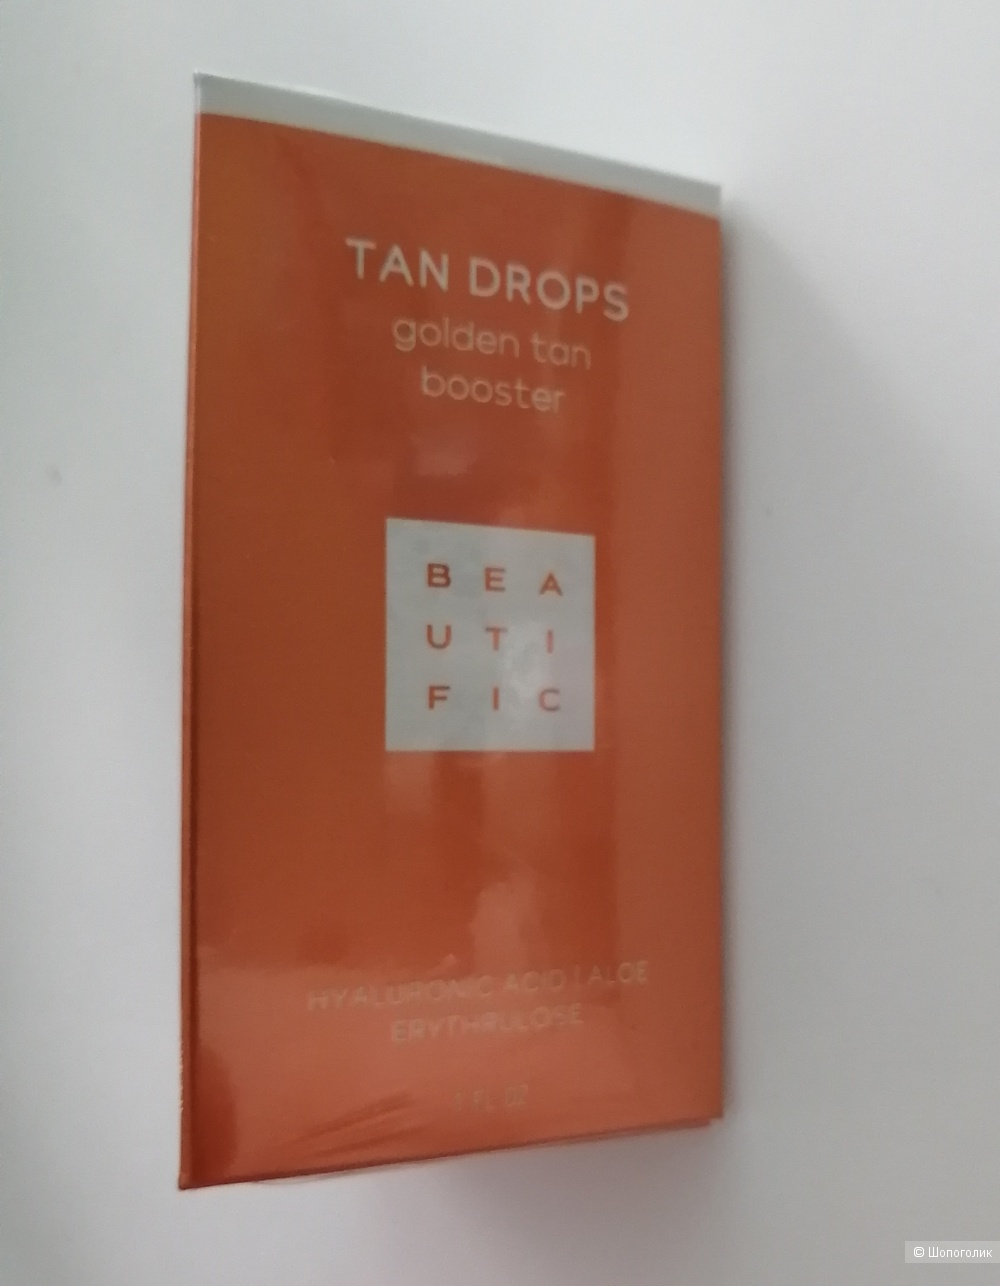 TAN DROPS
golden tan
booster
B E A
U T I
F I C
HYALURONIC ACID | ALOE
ERYTHRULOSE
1 FL OZ
© Шопоголик